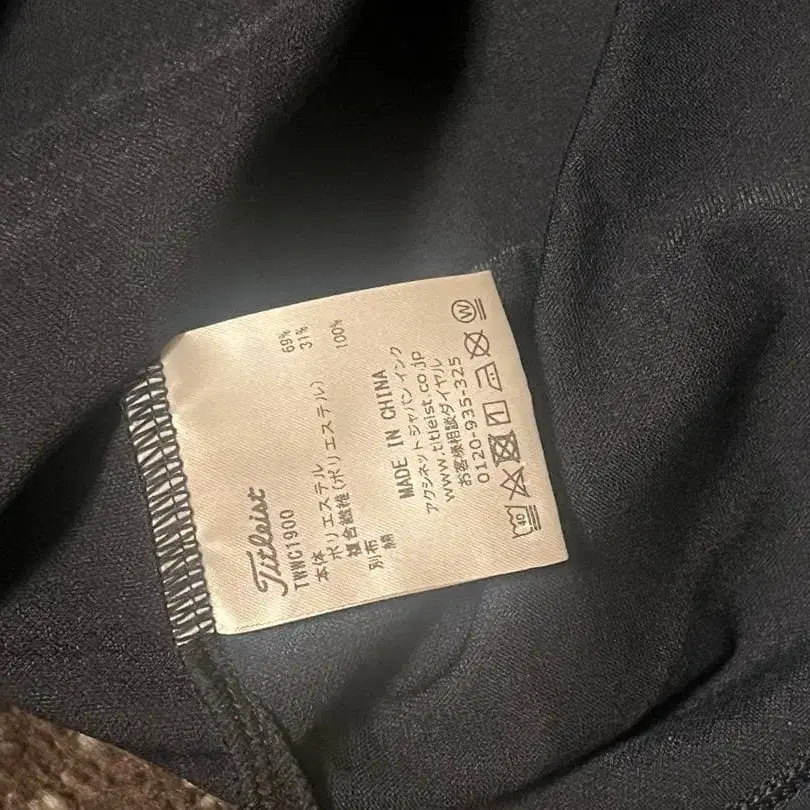 Titleist
TWNC1900
本体
ポリエステル 69%
複合繊維(ポリエステル) 31%
別布
綿 100%
MADE IN CHINA
アクシネットジャパンインク
www.titleist.co.jp
お客様相談ダイヤル
0120-935-325
40 W